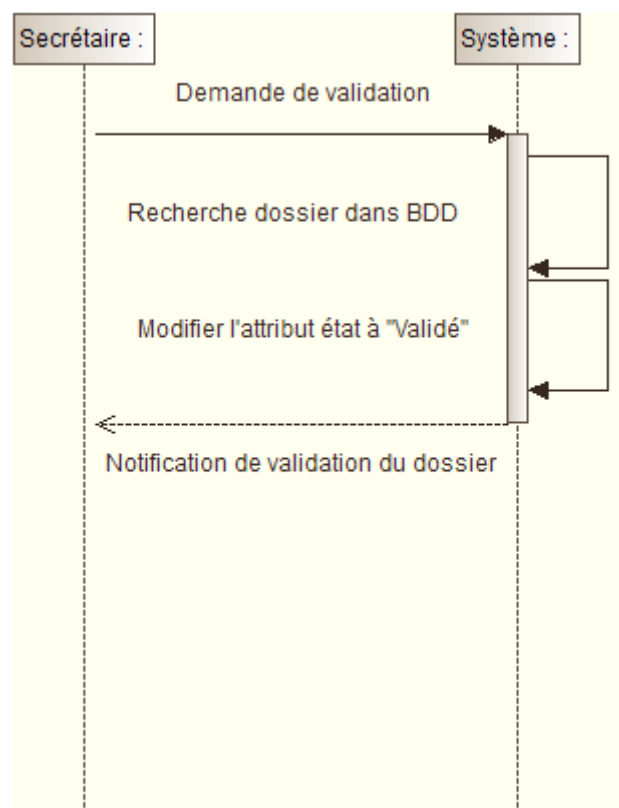 Secrétaire :
Système :
Demande de validation
Recherche dossier dans BDD
Modifier l'attribut état à "Validé"
Notification de validation du dossier